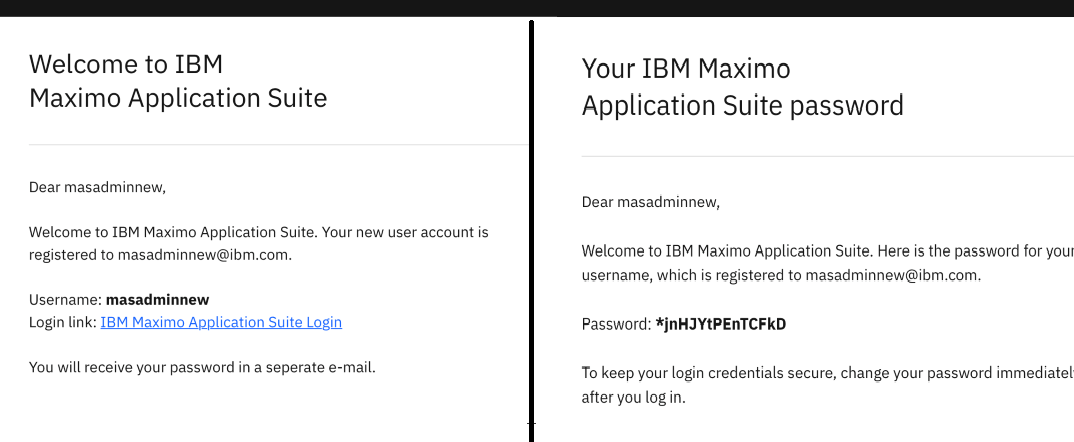 Welcome to IBM
Maximo Application Suite
Dear masadminnew,
Welcome to IBM Maximo Application Suite. Your new user account is
registered to masadminnew@ibm.com.
Username: masadminnew
Login link: IBM Maximo Application Suite Login
You will receive your password in a seperate e-mail.
Your IBM Maximo
Application Suite password
Dear masadminnew,
Welcome to IBM Maximo Application Suite. Here is the password for your
username, which is registered to masadminnew@ibm.com.
Password: *jnHJYtPEnTCFkD
To keep your login credentials secure, change your password immediately
after you log in.